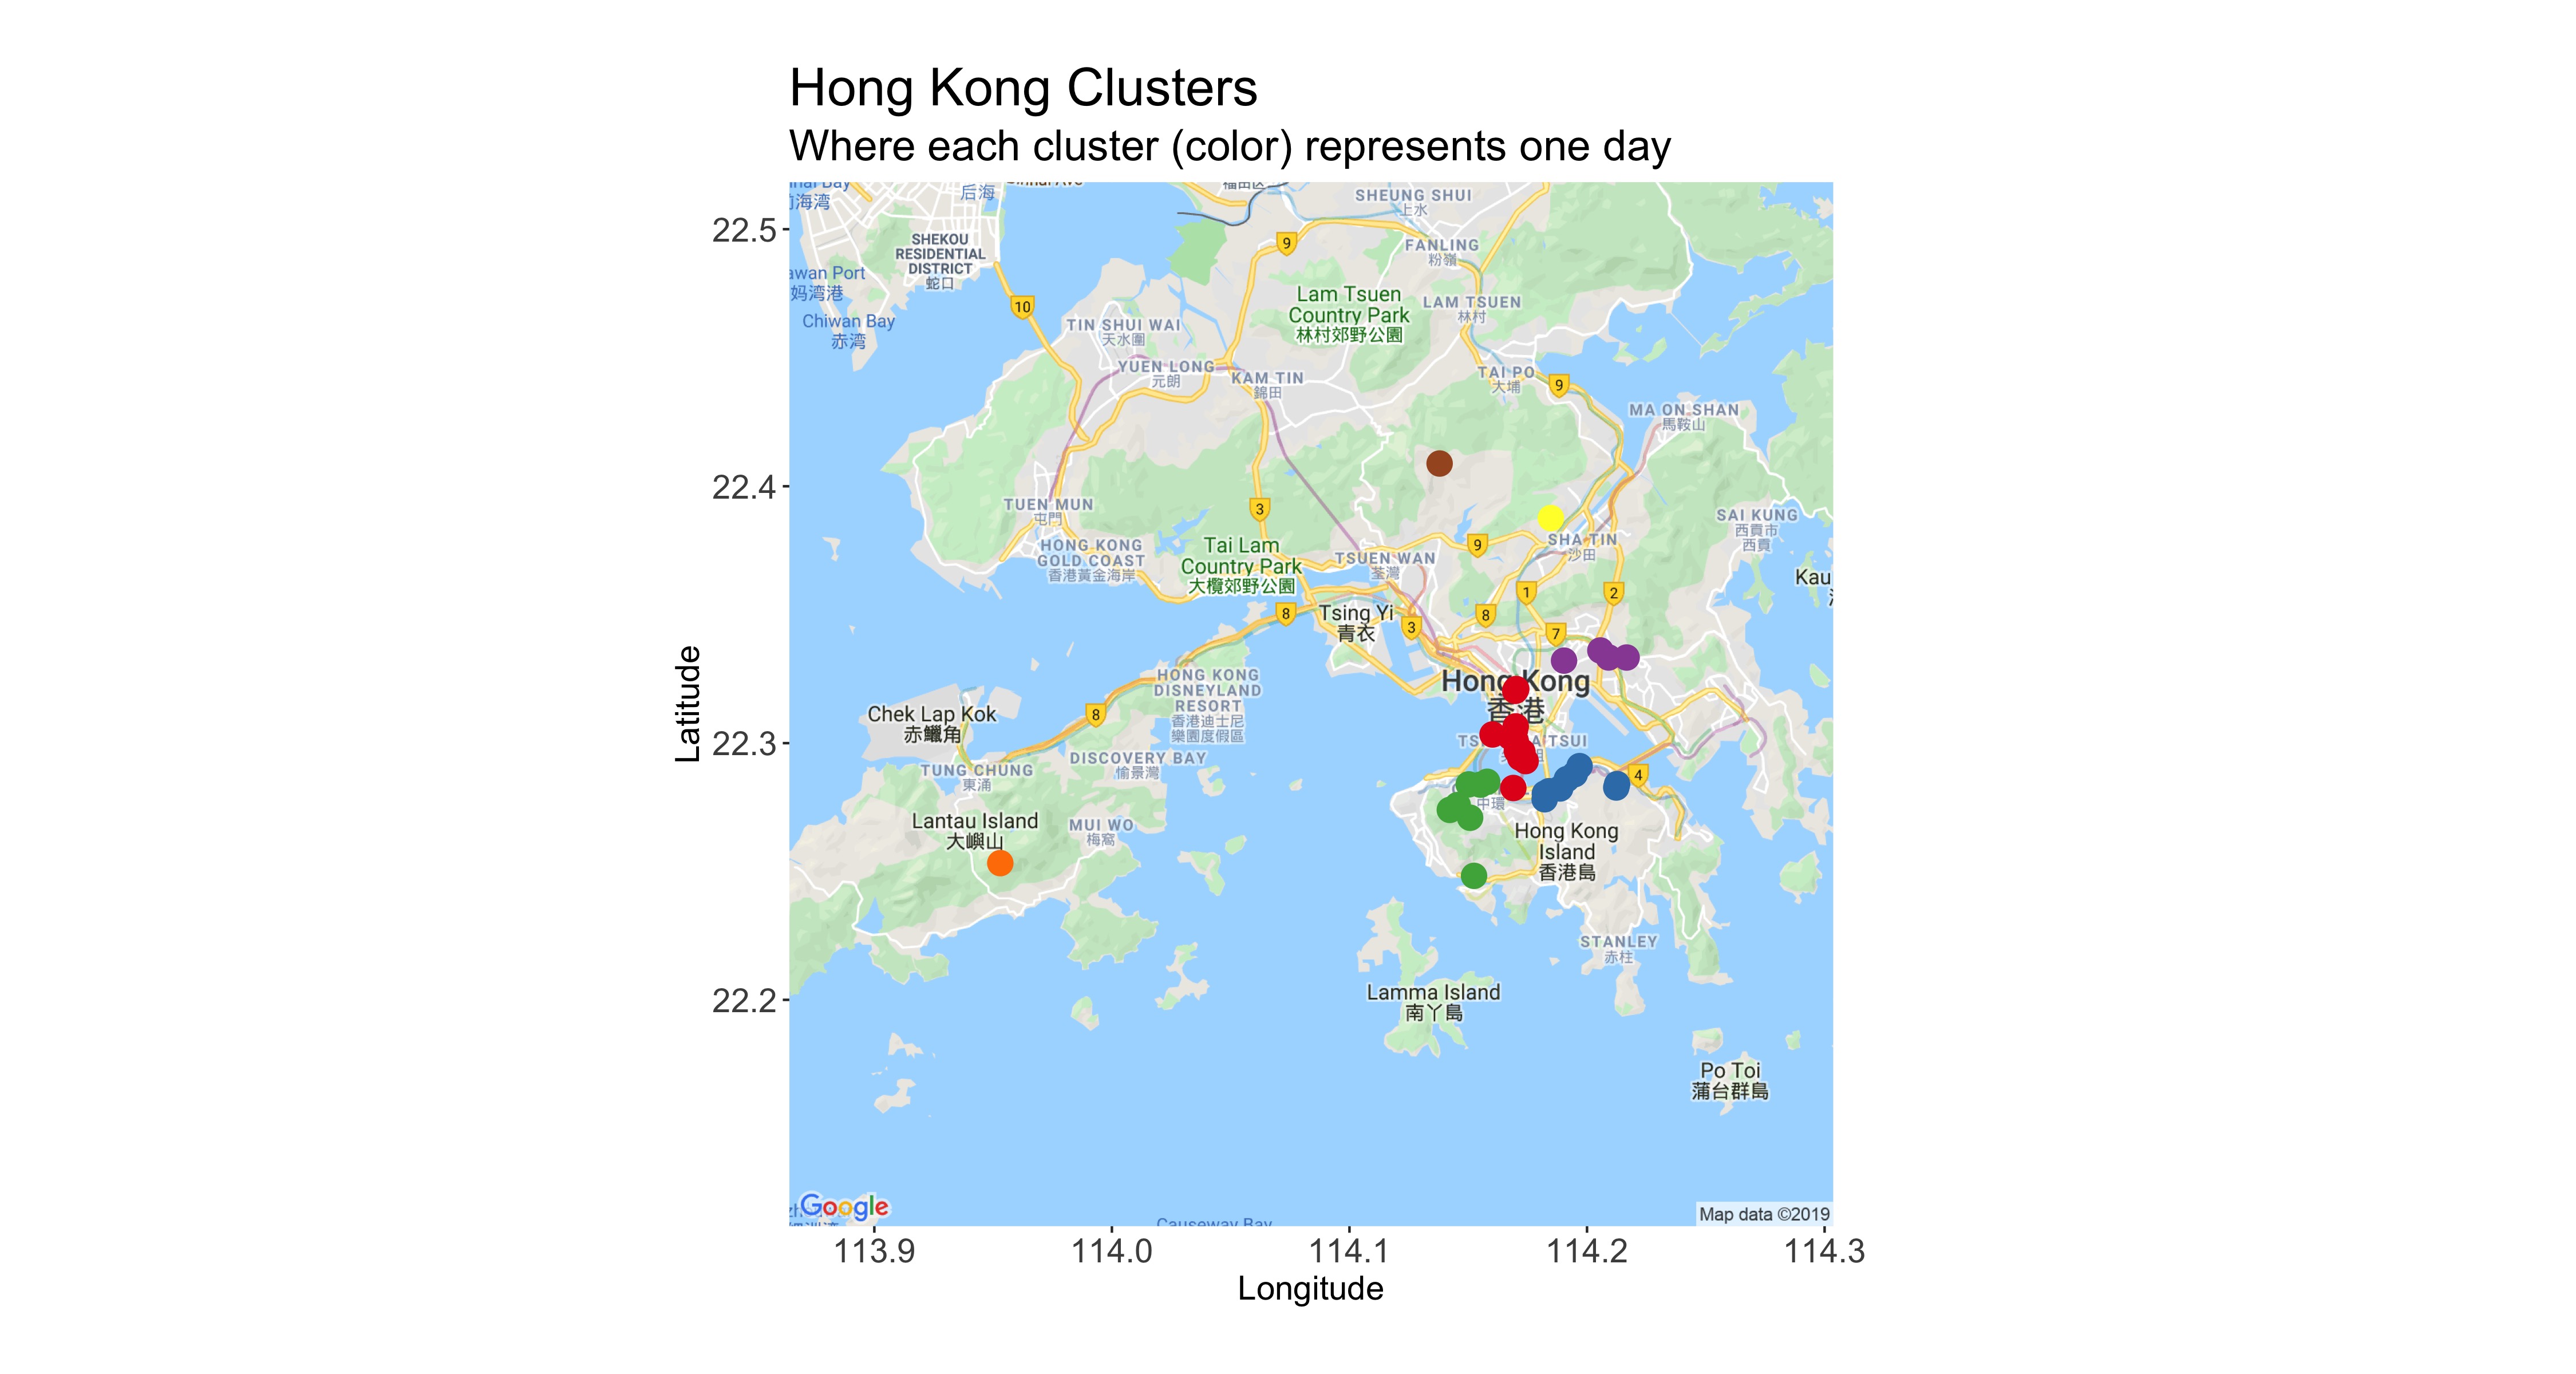 Hong Kong Clusters
Where each cluster (color) represents one day
后海
SHEUNG SHUI
上水
SHEKOU
RESIDENTIAL
DISTRICT
蛇口
FANLING
粉嶺
9
awan Port
妈湾港
10
Lam Tsuen
Country Park
林村郊野公園
LAM TSUEN
林村
Chiwan Bay
赤湾
TIN SHUI WAI
天水圍
YUEN LONG
元朗
KAM TIN
錦田
TAI PO
大埔
9
MA ON SHAN
馬鞍山
TUEN MUN
屯門
3
SAI KUNG
西貢市
西貢
HONG KONG
GOLD COAST
香港黃金海岸
Tai Lam
Country Park
大欖郊野公園
TSUEN WAN
荃灣
9
SHA TIN
沙田
Kau
8
Tsing Yi
青衣
3
8
1
2
7
HONG KONG
DISNEYLAND
RESORT
香港迪士尼
樂園度假區
Hong Kong
香港
Chek Lap Kok
赤鱲角
8
TUNG CHUNG
東涌
DISCOVERY BAY
愉景灣
4
中環
Lantau Island
大嶼山
MUI WO
梅窩
Hong Kong
Island
香港島
STANLEY
赤柱
Lamma Island
南丫島
Po Toi
蒲台群島
Google
Causeway Bay
Map data ©2019
22.5
22.4
22.3
22.2
Latitude
113.9
114.0
114.1
114.2
114.3
Longitude